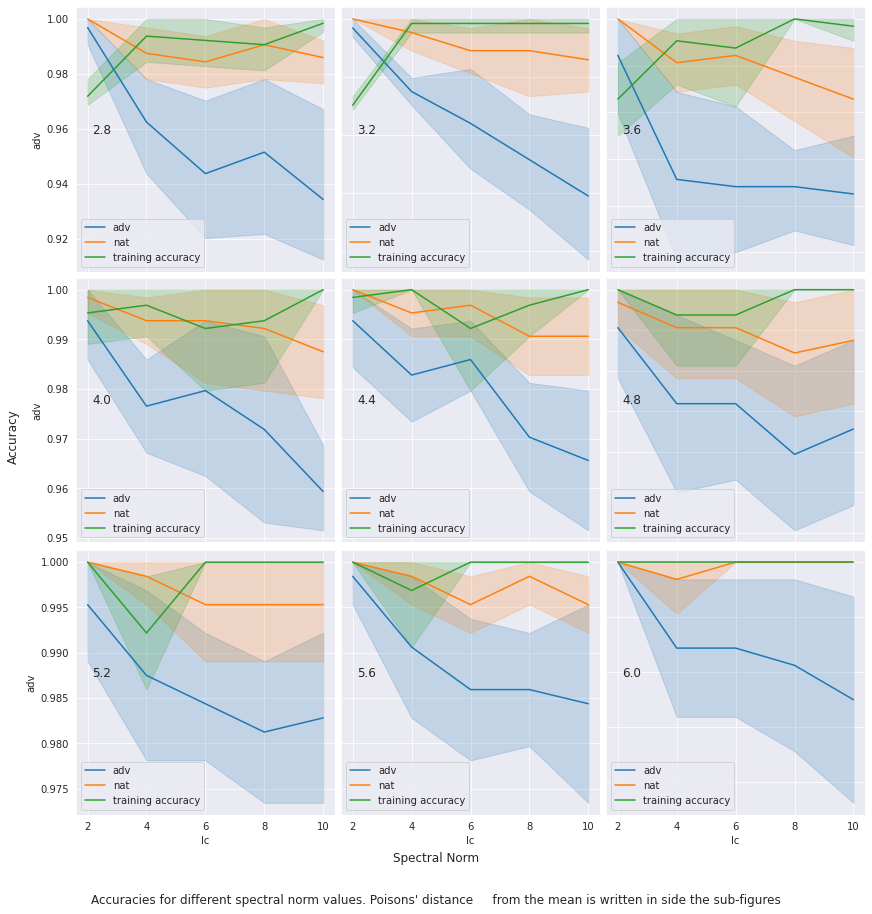 1.00
0.98
0.96
0.94
0.92
adv
2.8
adv
nat
training accuracy
3.2
adv
nat
training accuracy
3.6
adv
nat
training accuracy
Accuracy
1.00
0.99
0.98
0.97
0.96
0.95
adv
4.0
adv
nat
training accuracy
4.4
adv
nat
training accuracy
4.8
adv
nat
training accuracy
1.000
0.995
0.990
0.985
0.980
0.975
adv
5.2
adv
nat
training accuracy
2 4 6 8 10
lc
5.6
adv
nat
training accuracy
2 4 6 8 10
lc
6.0
adv
nat
training accuracy
2 4 6 8 10
lc
Spectral Norm
Accuracies for different spectral norm values. Poisons' distance from the mean is written in side the sub-figures